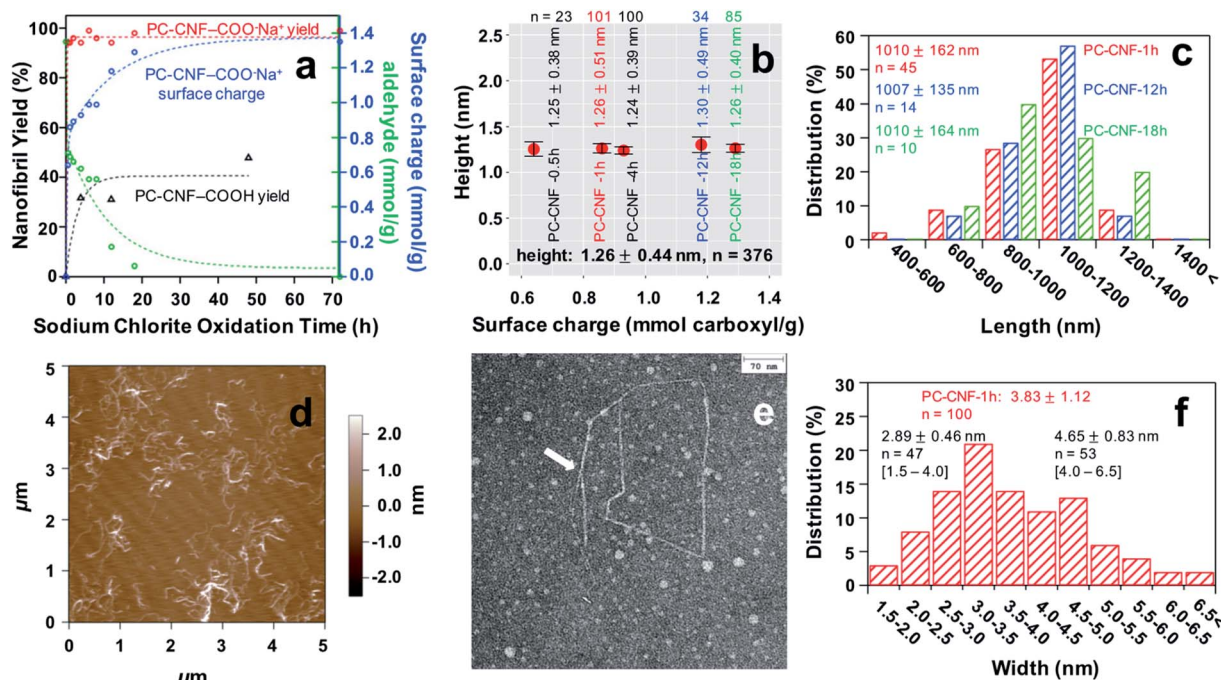 PC-CNF–COO-Na⁺ yield
a
PC-CNF–COO-Na⁺
surface charge
PC-CNF–COOH yield
Nanofibril Yield (%)
100
80
60
40
20
0
1.4
1.2
1.0
0.8
0.6
0.4
0.2
0.0
aldehyde (mmol/g)
Surface charge (mmol/g)
0 10 20 30 40 50 60 70
Sodium Chlorite Oxidation Time (h)
n = 23 101 100 34 85
b
Height (nm)
2.5
2.0
1.5
1.0
0.5
0.0
PC-CNF -0.5h 1.25 ± 0.38 nm
PC-CNF -1h 1.26 ± 0.51 nm
PC-CNF -4h 1.24 ± 0.39 nm
PC-CNF -12h 1.30 ± 0.49 nm
PC-CNF -18h 1.26 ± 0.40 nm
height: 1.26 ± 0.44 nm, n = 376
0.6 0.8 1.0 1.2 1.4
Surface charge (mmol carboxyl/g)
c
1010 ± 162 nm
n = 45
1007 ± 135 nm
n = 14
1010 ± 164 nm
n = 10
PC-CNF-1h
PC-CNF-12h
PC-CNF-18h
Distribution (%)
60
50
40
30
20
10
0
400-600
600-800
800-1000
1000-1200
1200-1400
1400 <
Length (nm)
d
5
4
3
2
1
0
µm
0 1 2 3 4 5
µm
2.0
1.0
0.0
-1.0
-2.0
nm
70 nm
e
f
PC-CNF-1h: 3.83 ± 1.12
n = 100
2.89 ± 0.46 nm
n = 47
[1.5 – 4.0]
4.65 ± 0.83 nm
n = 53
[4.0 – 6.5]
Distribution (%)
30
25
20
15
10
5
0
1.5-2.0
2.0-2.5
2.5-3.0
3.0-3.5
3.5-4.0
4.0-4.5
4.5-5.0
5.0-5.5
5.5-6.0
6.0-6.5
6.5<
Width (nm)